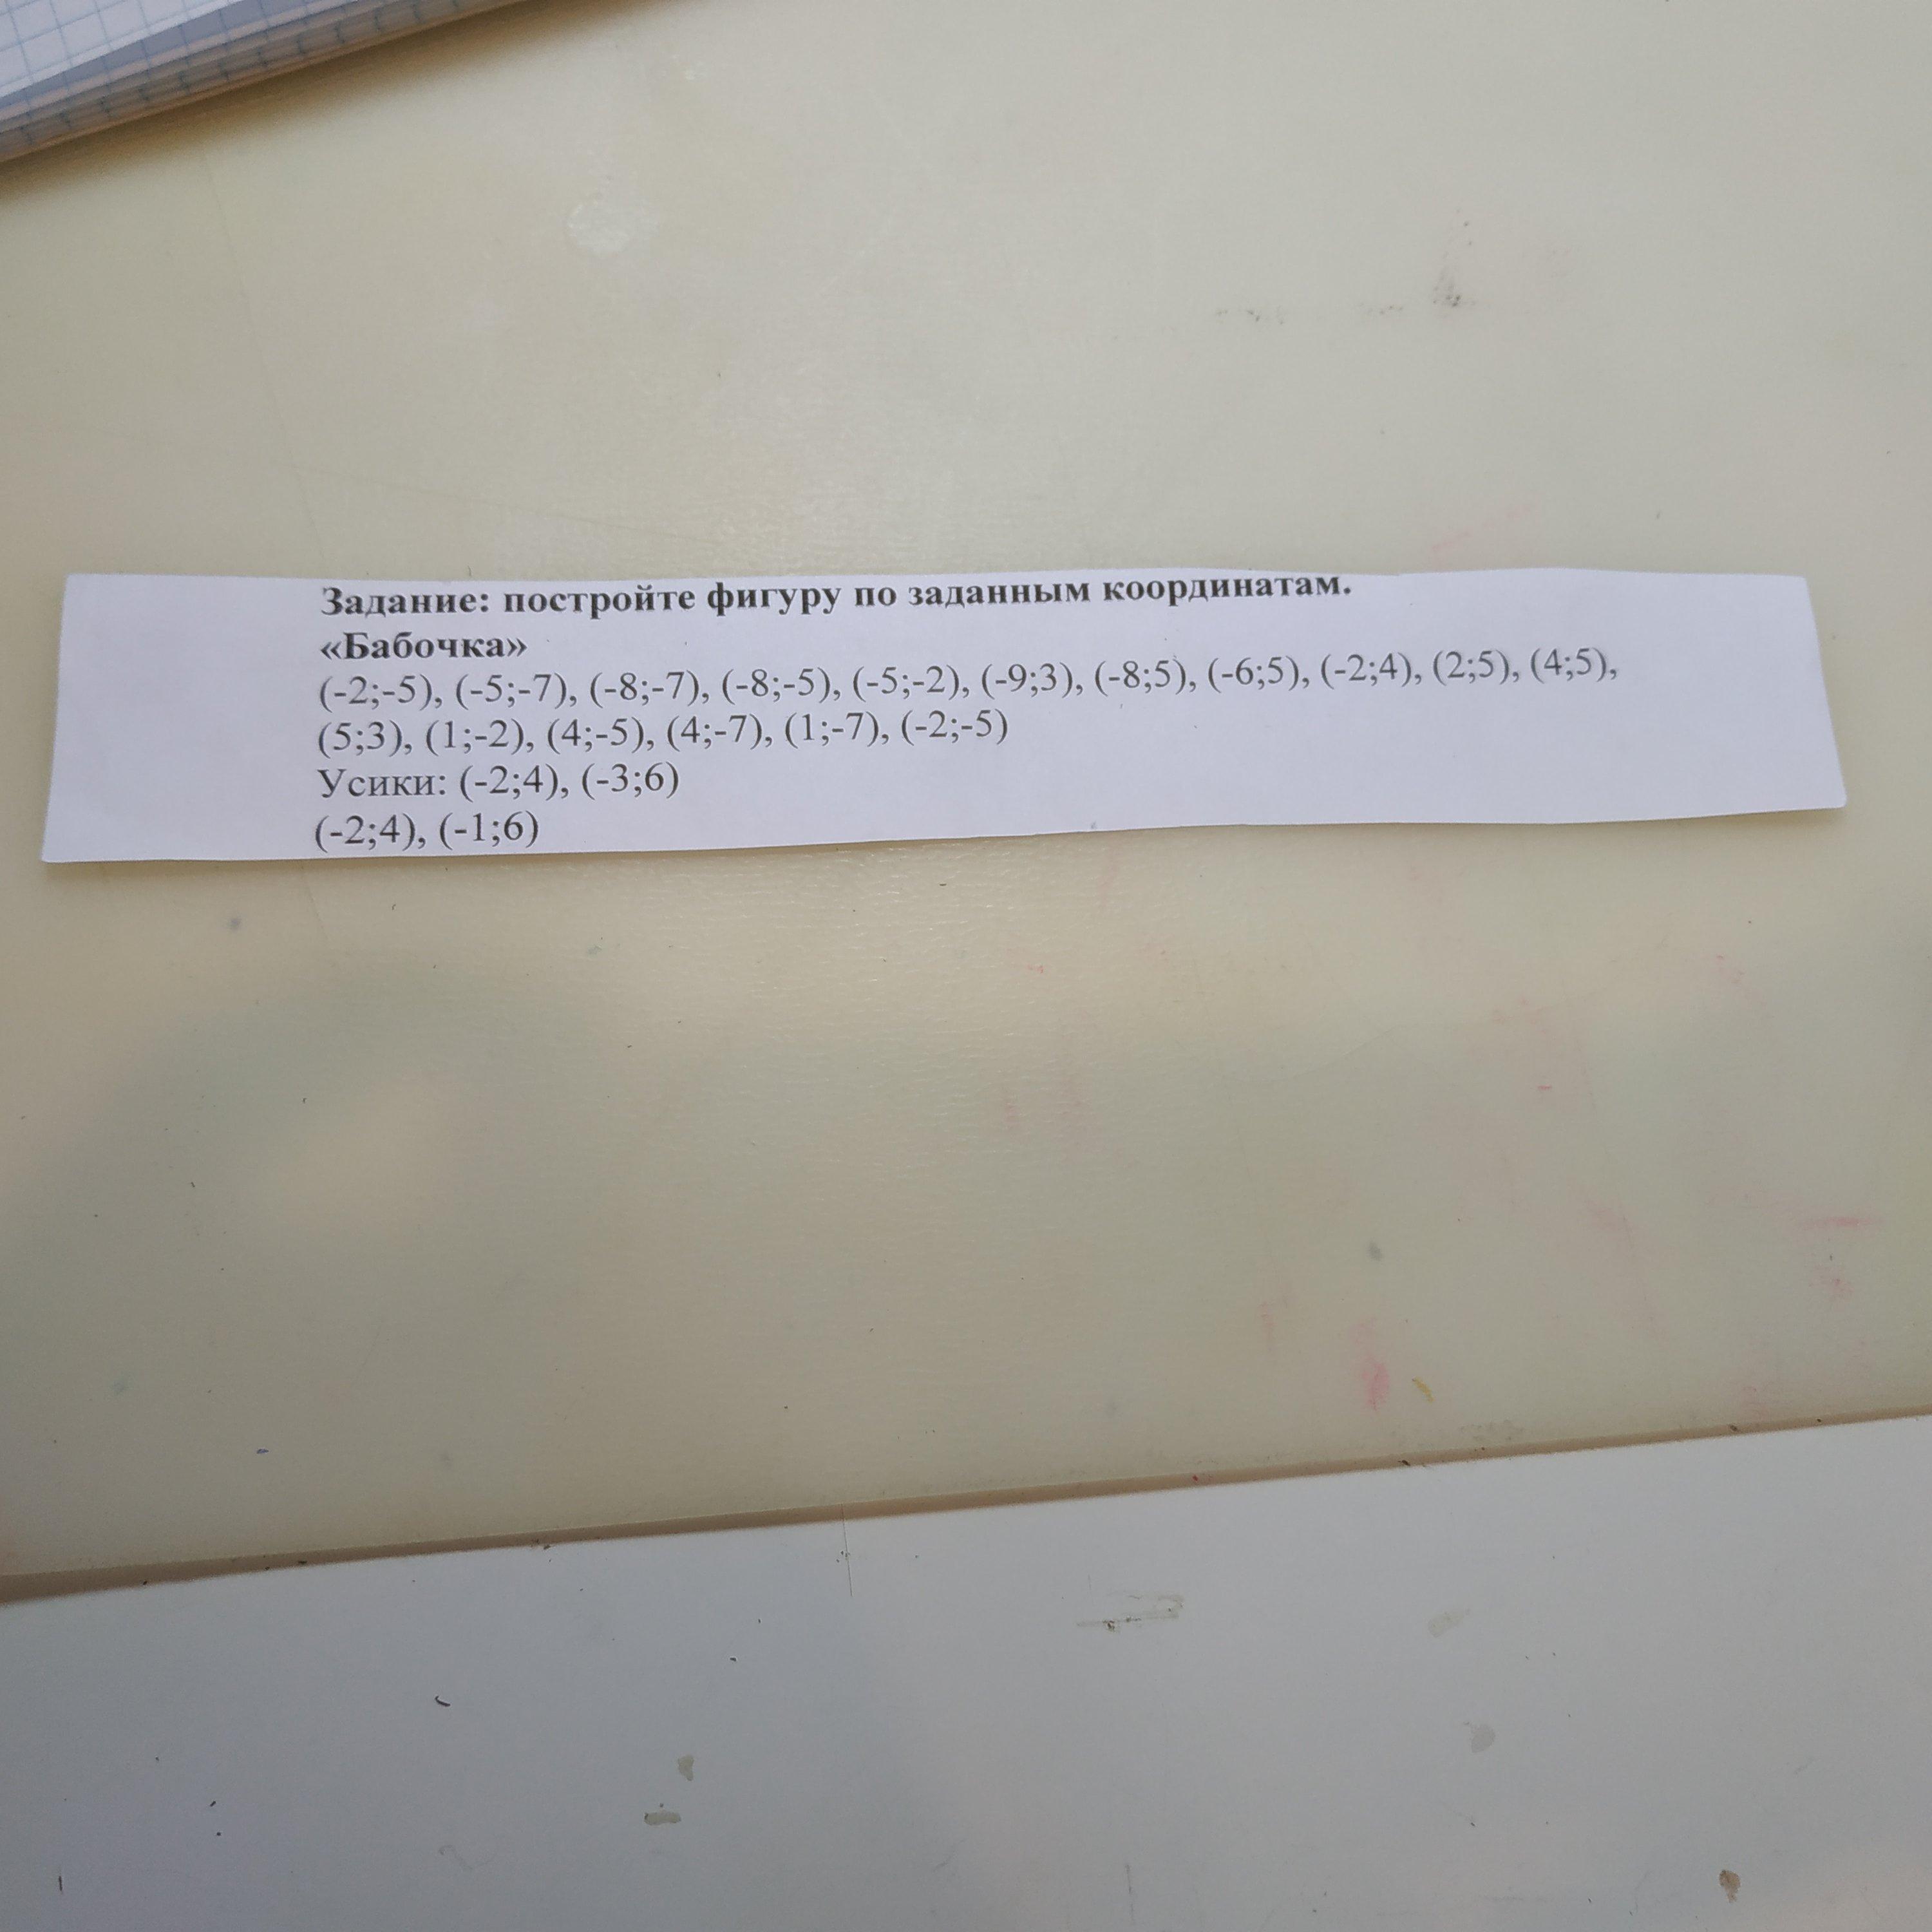 Задание: постройте фигуру по заданным координатам.
«Бабочка»
(-2;-5), (-5;-7), (-8;-7), (-8;-5), (-5;-2), (-9;3), (-8;5), (-6;5), (-2;4), (2;5), (4;5),
(5;3), (1;-2), (4;-5), (4;-7), (1;-7), (-2;-5)
Усики: (-2;4), (-3;6)
(-2;4), (-1;6)